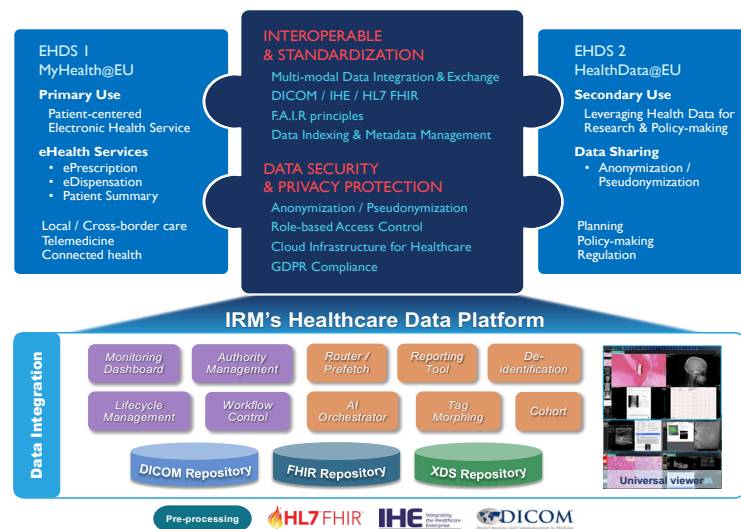 EHDS 1
MyHealth@EU
Primary Use
Patient-centered
Electronic Health Service
eHealth Services
• ePrescription
• eDispensation
• Patient Summary
Local / Cross-border care
Telemedicine
Connected health
INTEROPERABLE
& STANDARDIZATION
Multi-modal Data Integration & Exchange
DICOM / IHE / HL7 FHIR
F.A.I.R principles
Data Indexing & Metadata Management
DATA SECURITY
& PRIVACY PROTECTION
Anonymization / Pseudonymization
Role-based Access Control
Cloud Infrastructure for Healthcare
GDPR Compliance
EHDS 2
HealthData@EU
Secondary Use
Leveraging Health Data for
Research & Policy-making
Data Sharing
• Anonymization /
Pseudonymization
Planning
Policy-making
Regulation
IRM's Healthcare Data Platform
Data Integration
Monitoring
Dashboard
Authority
Management
Router /
Prefetch
Reporting
Tool
De-
identification
Lifecycle
Management
Workflow
Control
AI
Orchestrator
Tag
Morphing
Cohort
DICOM Repository
FHIR Repository
XDS Repository
Universal viewer
Pre-processing
HL7 FHIR
IHE
Integrating
the Healthcare
Enterprise
DICOM
Digital Imaging and Communications in Medicine